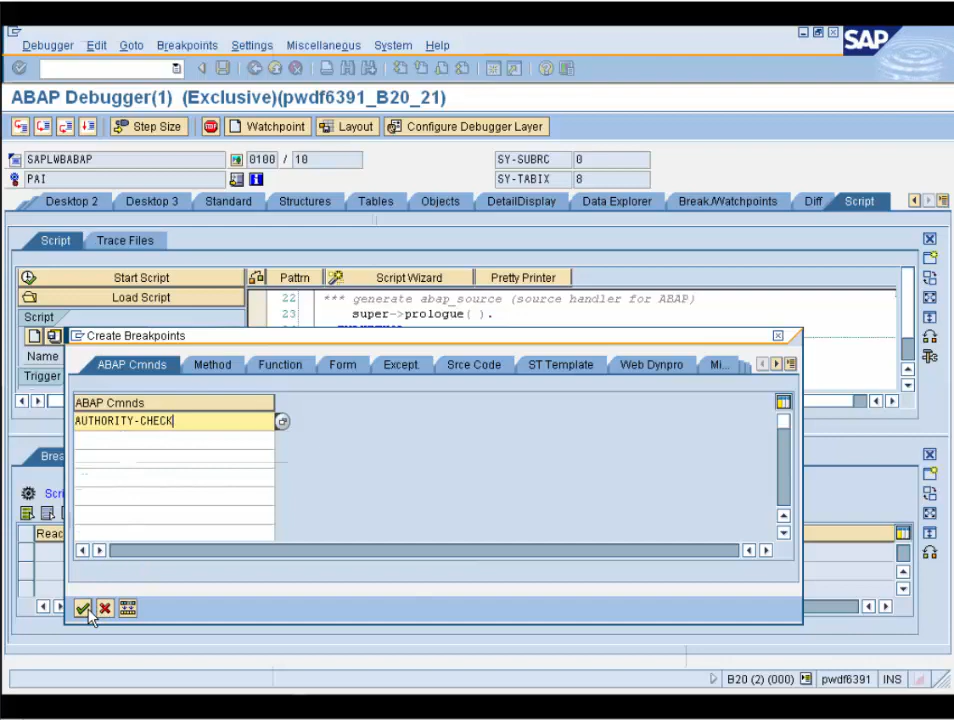 Debugger Edit Goto Breakpoints Settings Miscellaneous System Help
SAP
ABAP Debugger(1) (Exclusive)(pwdf6391_B20_21)
Step Size Watchpoint Layout Configure Debugger Layer
SAPLWBABAP 0100 / 10 SY-SUBRC 0
PAI SY-TABIX 8
Desktop 2 Desktop 3 Standard Structures Tables Objects DetailDisplay Data Explorer Break./Watchpoints Diff Script
Script Trace Files
Start Script Pattrn Script Wizard Pretty Printer
Load Script 22 *** generate abap_source (source handler for ABAP)
Script 23 super->prologue( ).
Create Breakpoints
Name
ABAP Cmnds Method Function Form Except. Srce Code ST Template Web Dynpro Mi...
Trigger
ABAP Cmnds
AUTHORITY-CHECK
Brea
Scri
Reac
B20 (2) (000) pwdf6391 INS